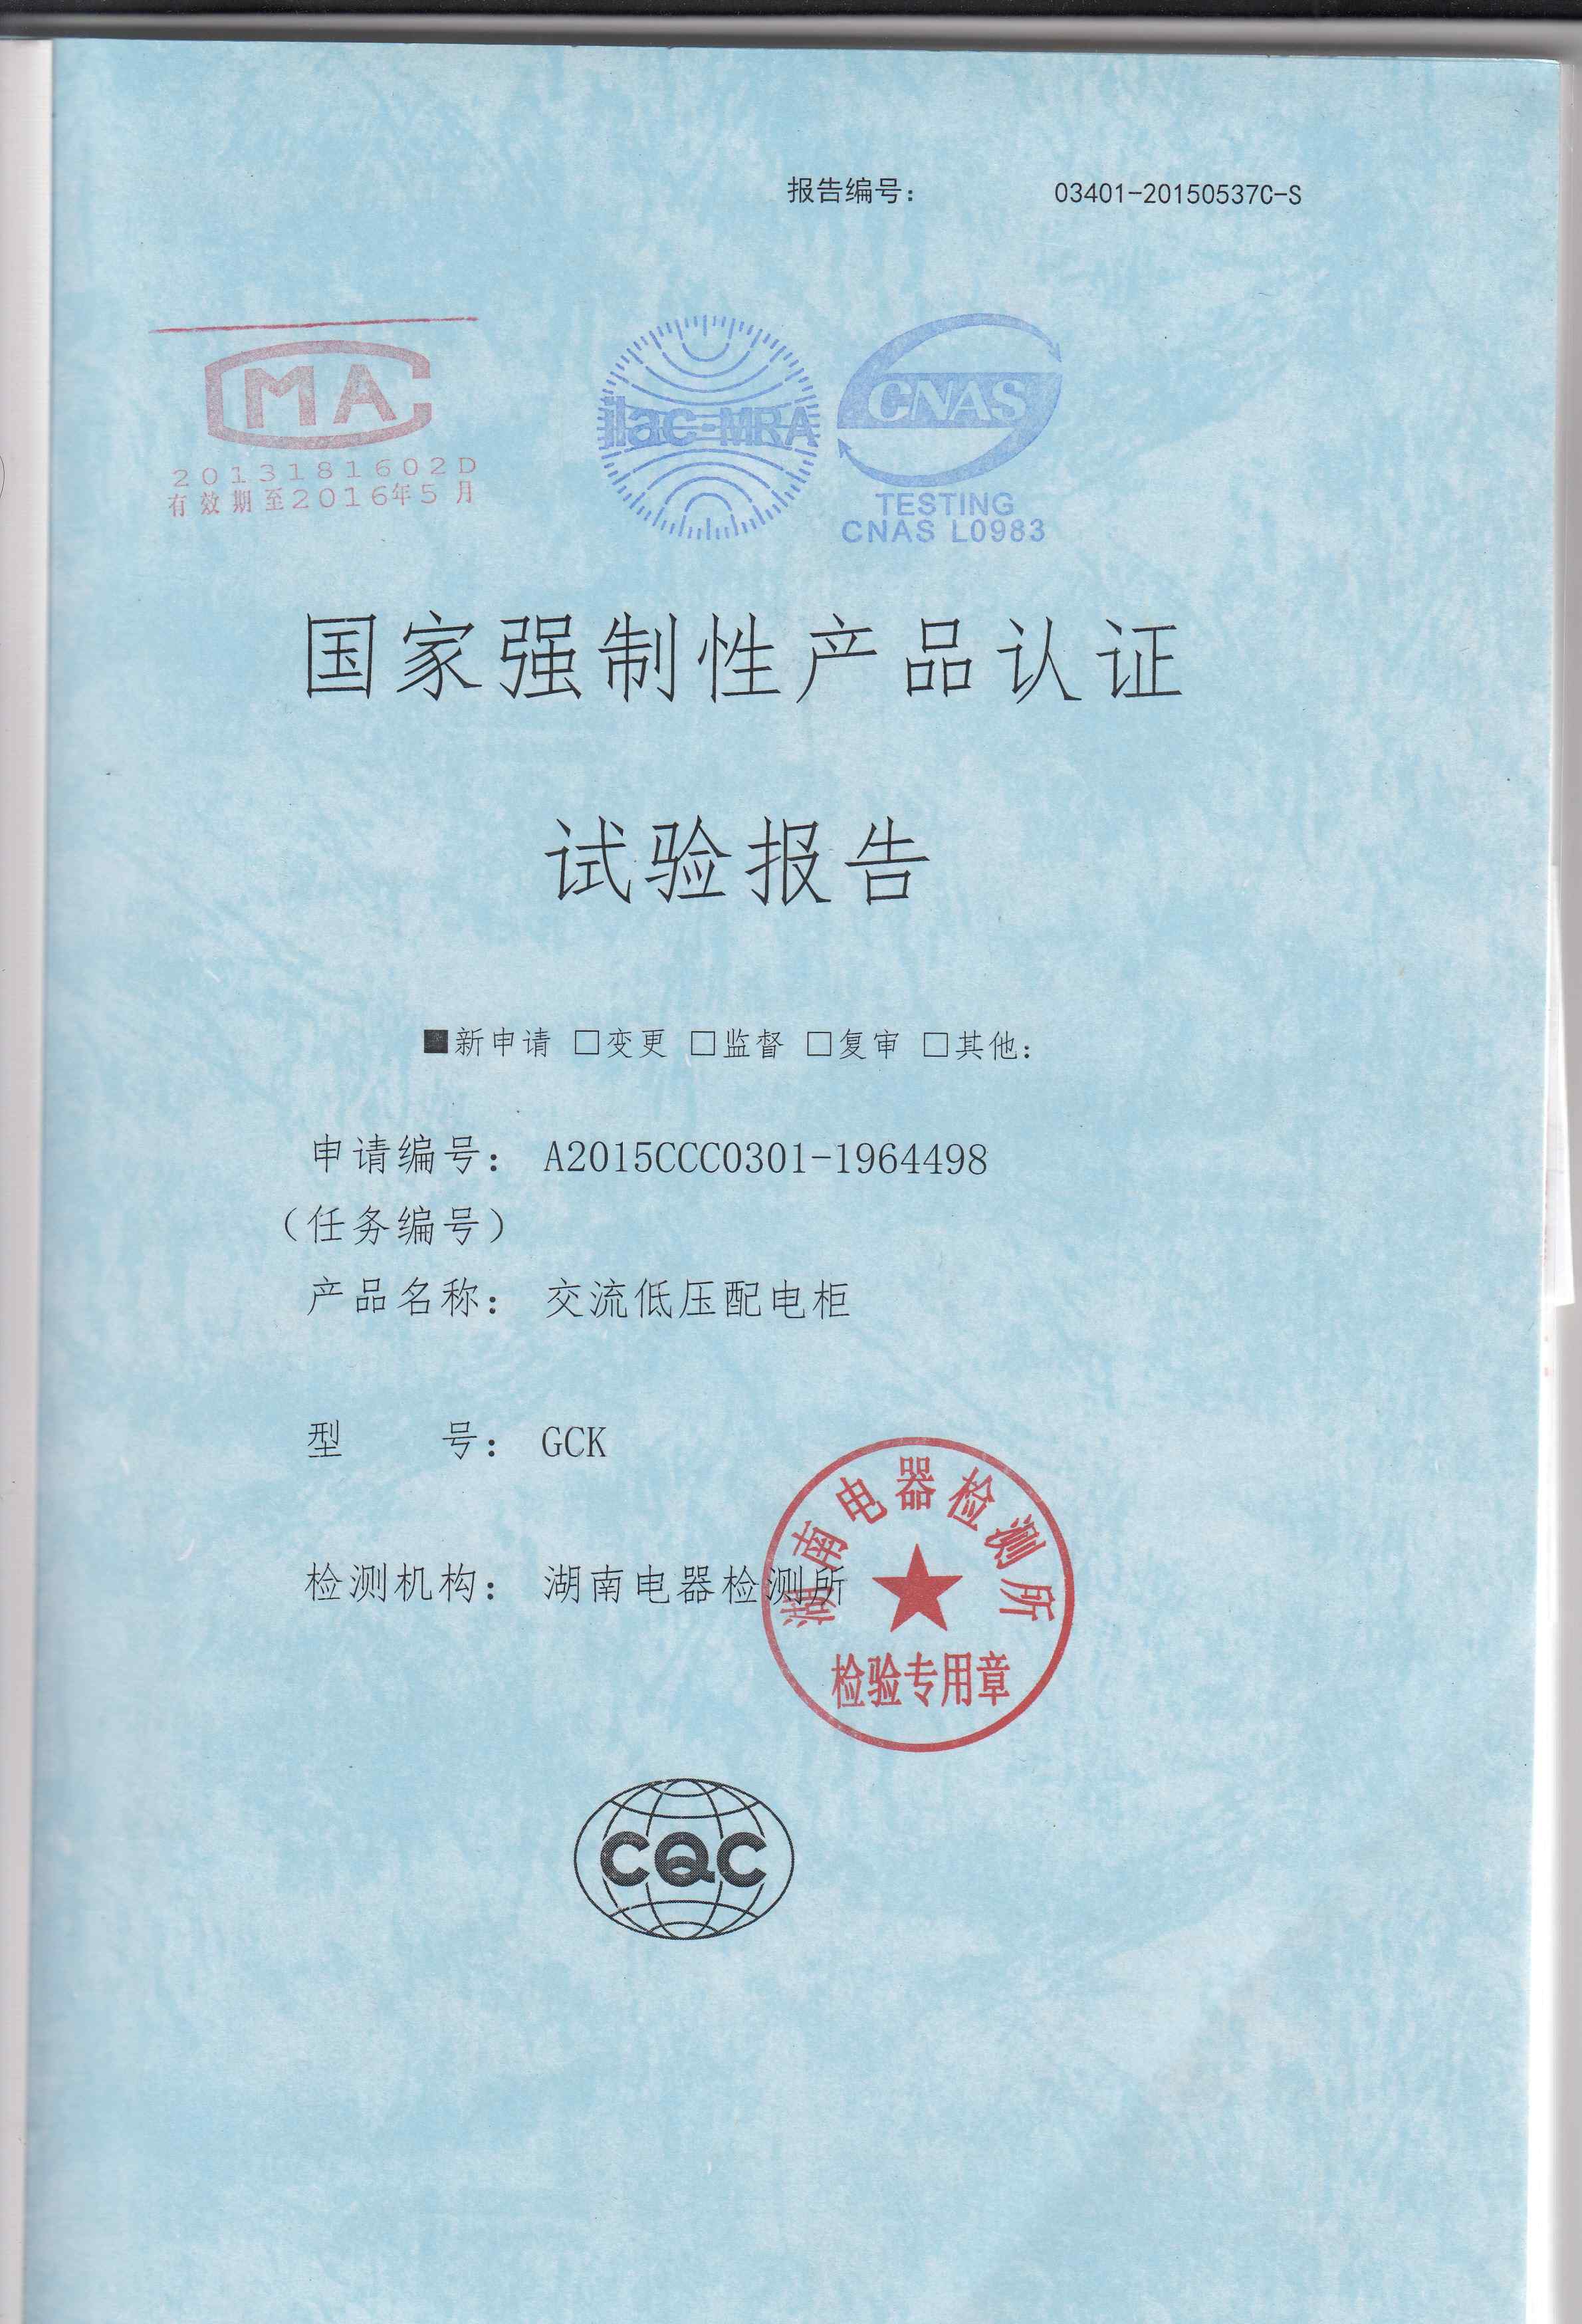 报告编号： 03401-20150537C-S
MA
2013181602D
有效期至2016年5月
ilac-MRA
CNAS
TESTING
CNAS L0983
国家强制性产品认证
试验报告
■新申请 □变更 □监督 □复审 □其他：
申请编号： A2015CCC0301-1964498
（任务编号）
产品名称： 交流低压配电柜
型 号： GCK
检测机构： 湖南电器检测所
湖南电器检测所
检验专用章
CQC